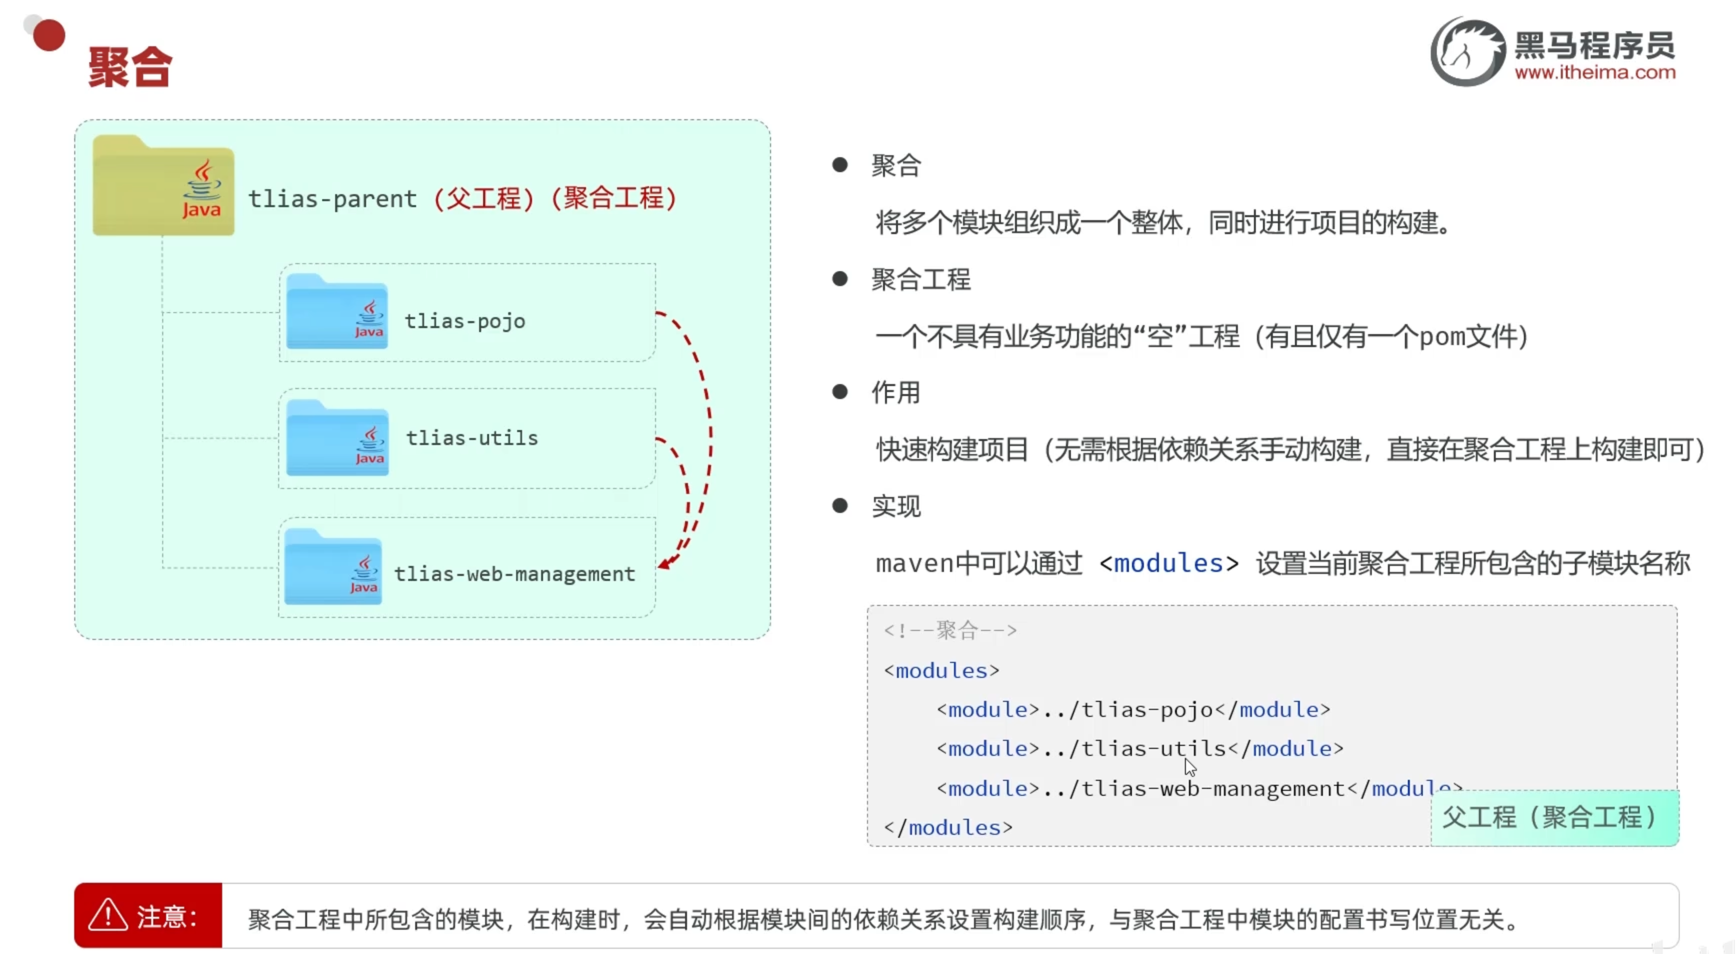 聚合
黑马程序员
www.itheima.com
Java
tlias-parent（父工程）（聚合工程）
Java
tlias-pojo
Java
tlias-utils
Java
tlias-web-management
聚合
将多个模块组织成一个整体，同时进行项目的构建。
聚合工程
一个不具有业务功能的“空”工程（有且仅有一个pom文件）
作用
快速构建项目（无需根据依赖关系手动构建，直接在聚合工程上构建即可）
实现
maven中可以通过 <modules> 设置当前聚合工程所包含的子模块名称
<!--聚合-->
<modules>
<module>../tlias-pojo</module>
<module>../tlias-utils</module>
<module>../tlias-web-management</module>
</modules>
父工程（聚合工程）
注意：
聚合工程中所包含的模块，在构建时，会自动根据模块间的依赖关系设置构建顺序，与聚合工程中模块的配置书写位置无关。